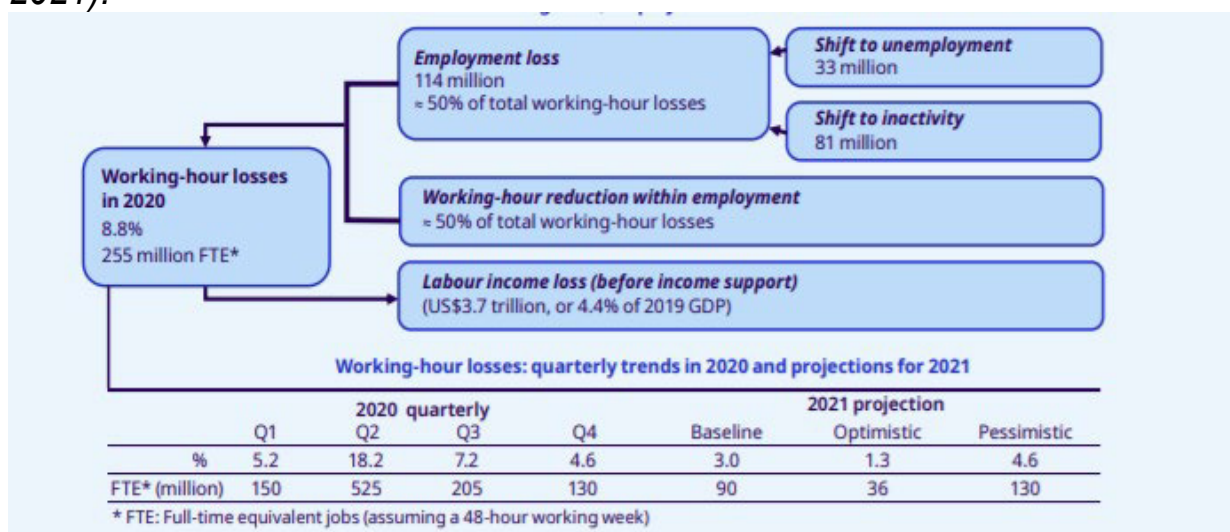 2021).
Employment loss
114 million
≈ 50% of total working-hour losses
Shift to unemployment
33 million
Shift to inactivity
81 million
Working-hour losses
in 2020
8.8%
255 million FTE*
Working-hour reduction within employment
≈ 50% of total working-hour losses
Labour income loss (before income support)
(US$3.7 trillion, or 4.4% of 2019 GDP)
Working-hour losses: quarterly trends in 2020 and projections for 2021
2020 quarterly 2021 projection
Q1 Q2 Q3 Q4 Baseline Optimistic Pessimistic
% 5.2 18.2 7.2 4.6 3.0 1.3 4.6
FTE* (million) 150 525 205 130 90 36 130
* FTE: Full-time equivalent jobs (assuming a 48-hour working week)